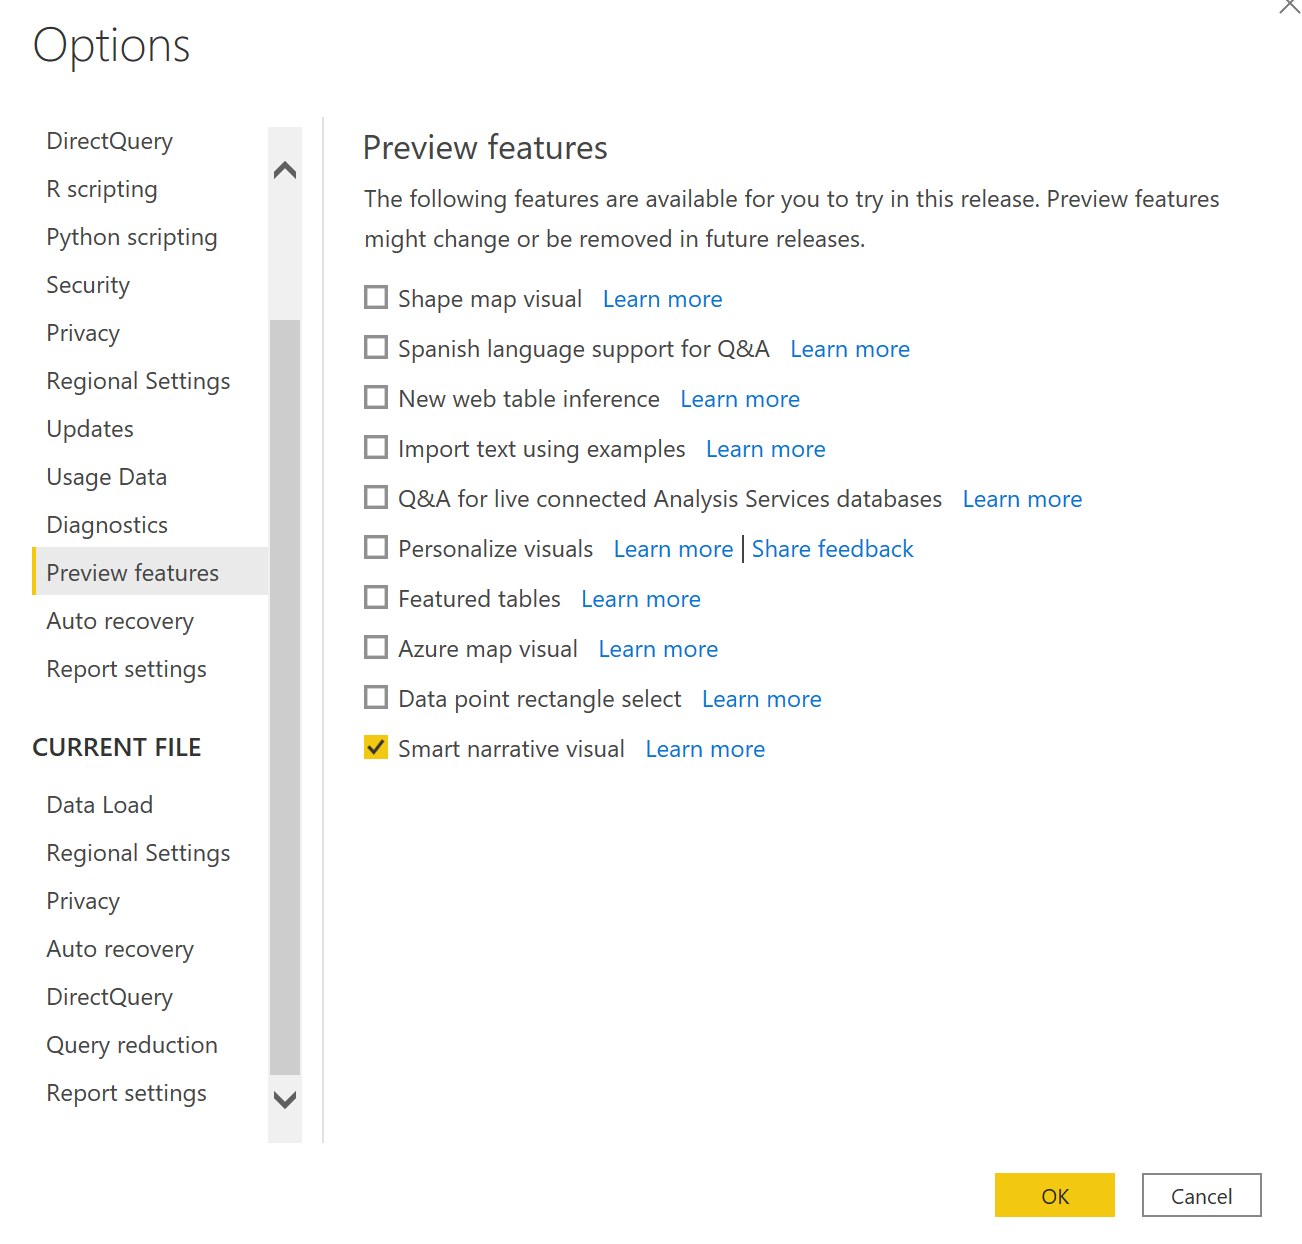 Options
DirectQuery
R scripting
Python scripting
Security
Privacy
Regional Settings
Updates
Usage Data
Diagnostics
Preview features
Auto recovery
Report settings
CURRENT FILE
Data Load
Regional Settings
Privacy
Auto recovery
DirectQuery
Query reduction
Report settings
Preview features
The following features are available for you to try in this release. Preview features
might change or be removed in future releases.
Shape map visual Learn more
Spanish language support for Q&A Learn more
New web table inference Learn more
Import text using examples Learn more
Q&A for live connected Analysis Services databases Learn more
Personalize visuals Learn more | Share feedback
Featured tables Learn more
Azure map visual Learn more
Data point rectangle select Learn more
Smart narrative visual Learn more
OK Cancel